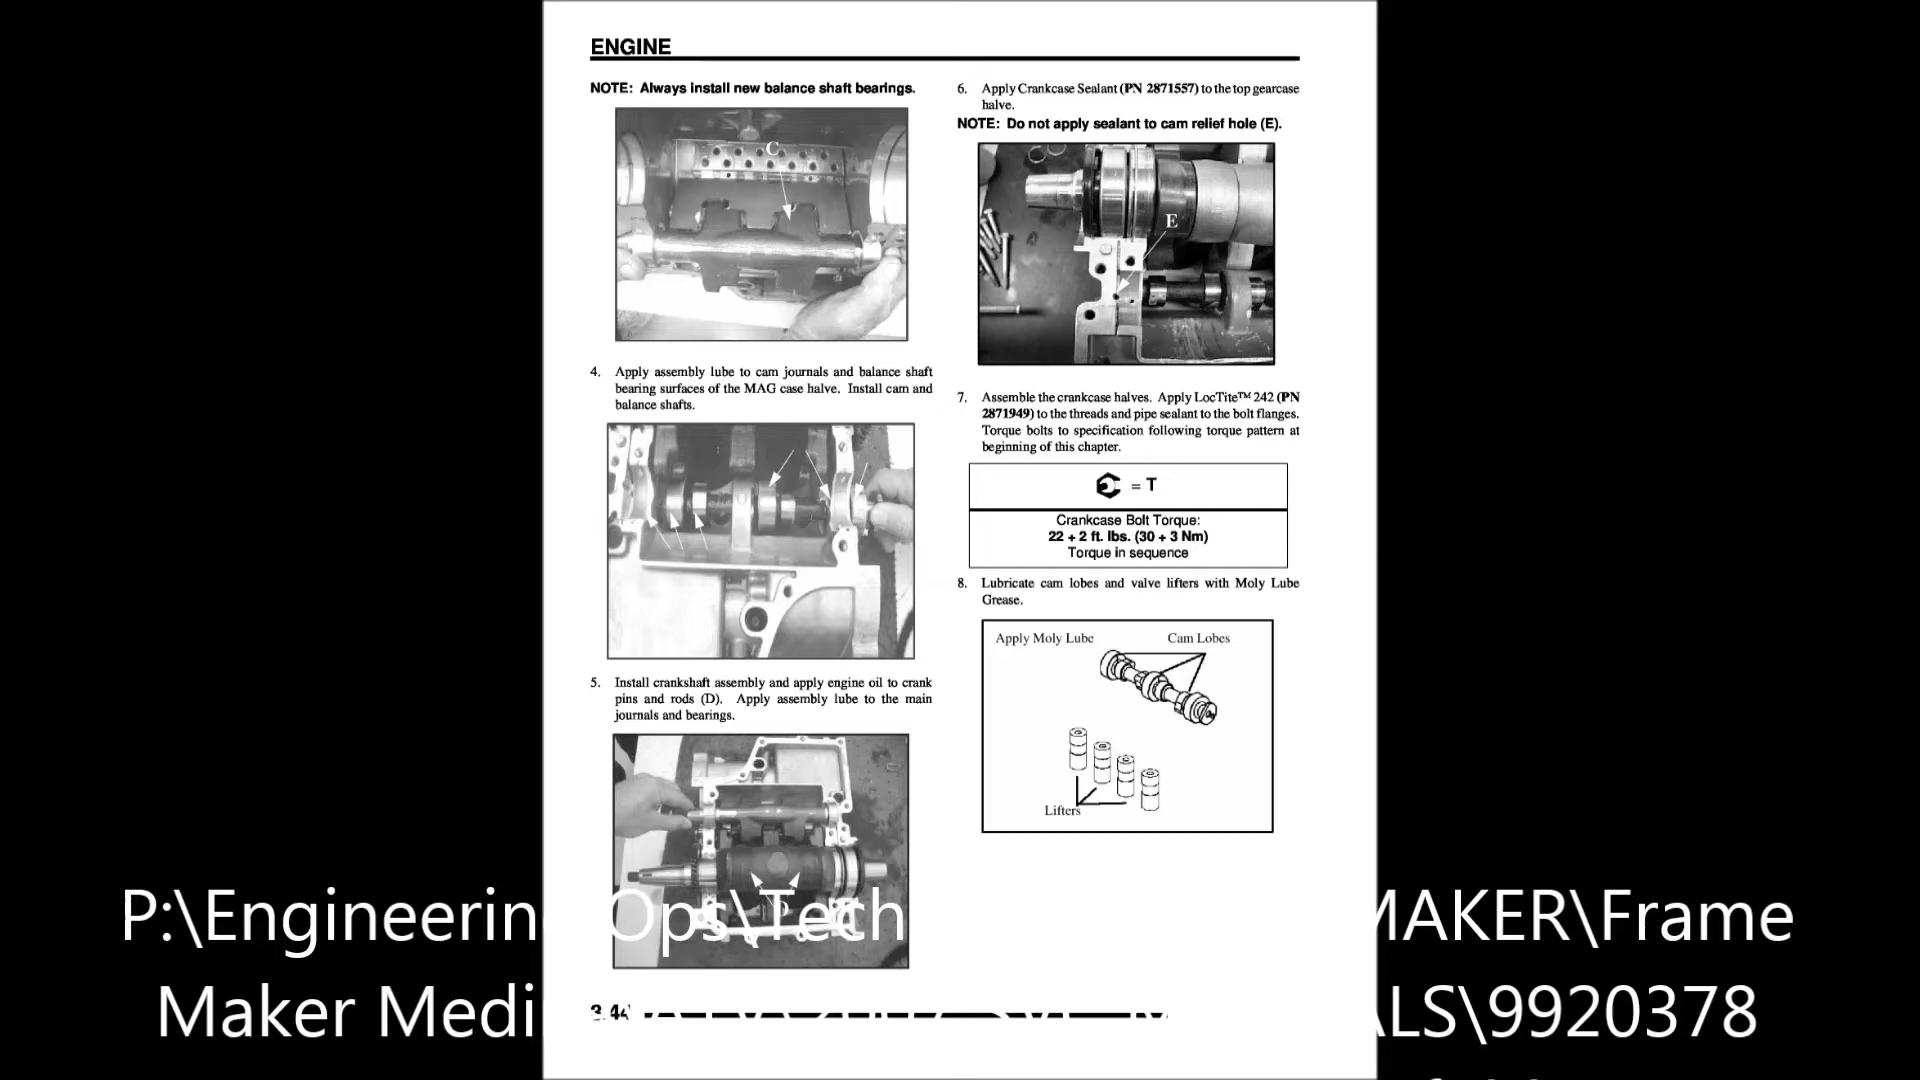 ENGINE
NOTE: Always install new balance shaft bearings.
C
4. Apply assembly lube to cam journals and balance shaft
bearing surfaces of the MAG case halve. Install cam and
balance shafts.
5. Install crankshaft assembly and apply engine oil to crank
pins and rods (D). Apply assembly lube to the main
journals and bearings.
D
6. Apply Crankcase Sealant (PN 2871557) to the top gearcase
halve.
NOTE: Do not apply sealant to cam relief hole (E).
E
7. Assemble the crankcase halves. Apply LocTite™ 242 (PN
2871949) to the threads and pipe sealant to the bolt flanges.
Torque bolts to specification following torque pattern at
beginning of this chapter.
= T
Crankcase Bolt Torque:
22 + 2 ft. lbs. (30 + 3 Nm)
Torque in sequence
8. Lubricate cam lobes and valve lifters with Moly Lube
Grease.
Apply Moly Lube Cam Lobes
Lifters
3.44
P:\Engineerin Ops\Tech MAKER\Frame
Maker Medi ALS\9920378